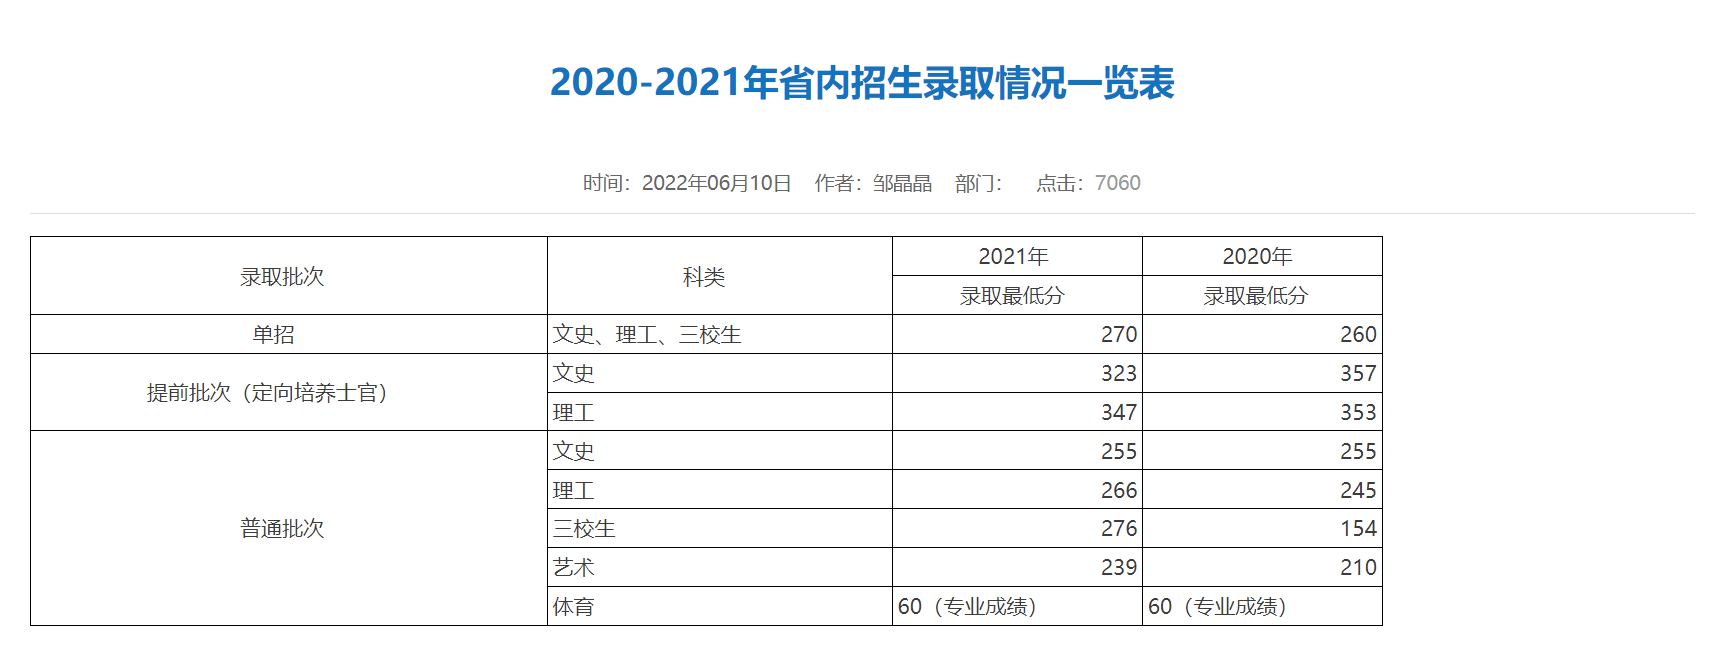 2020-2021年省内招生录取情况一览表
时间：2022年06月10日 作者：邹晶晶 部门： 点击：7060
录取批次 科类 2021年 2020年
录取最低分 录取最低分
单招 文史、理工、三校生 270 260
提前批次（定向培养士官） 文史 323 357
理工 347 353
普通批次 文史 255 255
理工 266 245
三校生 276 154
艺术 239 210
体育 60（专业成绩） 60（专业成绩）